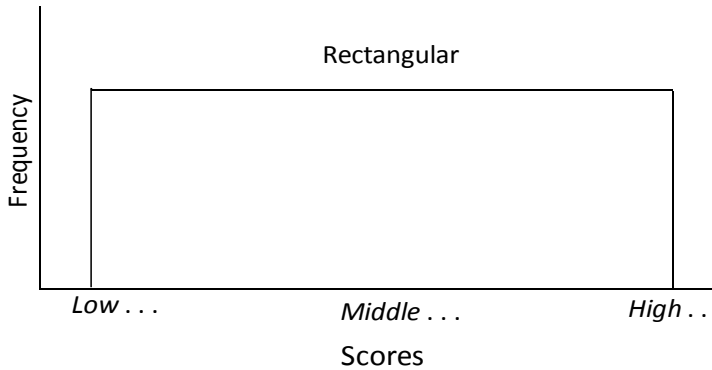 Rectangular
Frequency
Low . . .
Middle . . .
High . .
Scores